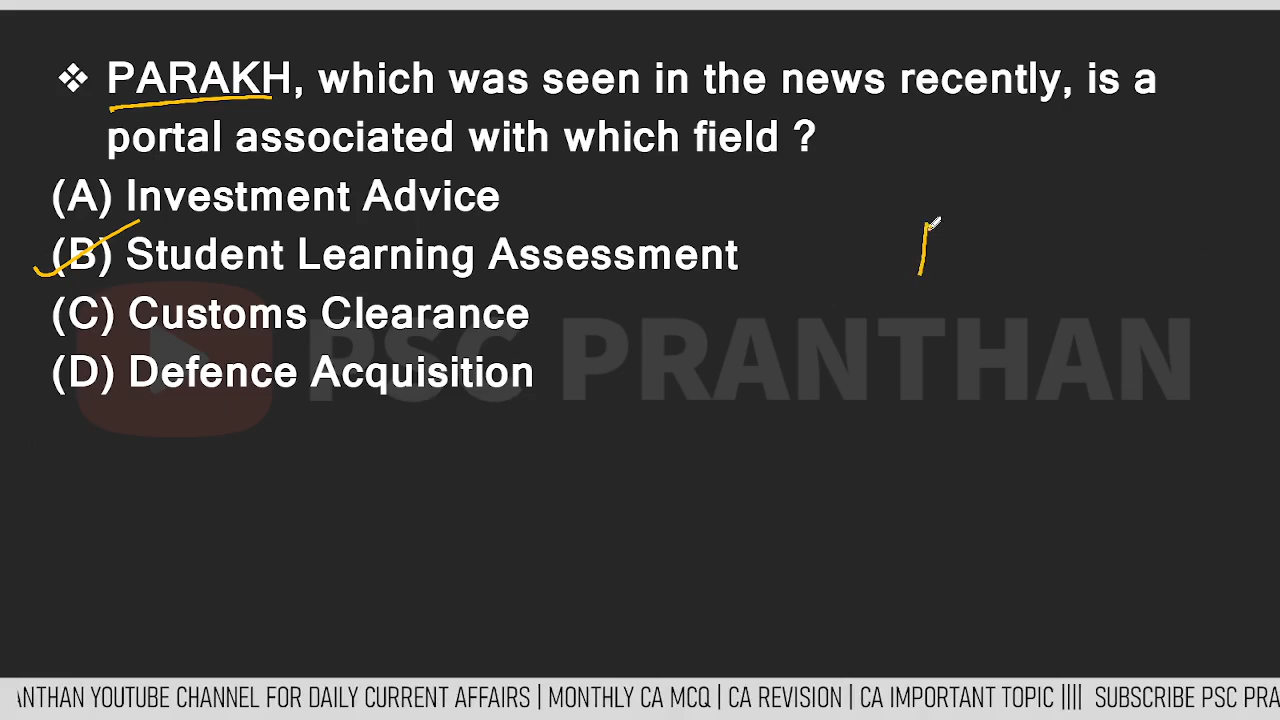 ❖ PARAKH, which was seen in the news recently, is a
portal associated with which field ?
(A) Investment Advice
(B) Student Learning Assessment
(C) Customs Clearance
(D) Defence Acquisition
PSC PRANTHAN
ANTHAN YOUTUBE CHANNEL FOR DAILY CURRENT AFFAIRS | MONTHLY CA MCQ | CA REVISION | CA IMPORTANT TOPIC |||| SUBSCRIBE PSC PRA